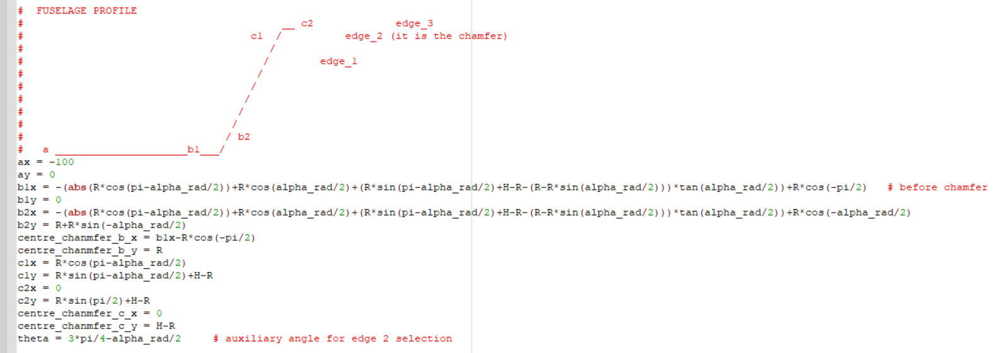 #  FUSELAGE PROFILE
#                                         __ c2             edge_3
#                                    c1  /          edge_2 (it is the chamfer)
#                                       /
#                                      /        edge_1
#                                     /
#                                    /
#                                   /
#                                  /
#                                 /
#                                / b2
#   a _____________________b1___/
ax = -100
ay = 0
b1x = -(abs(R*cos(pi-alpha_rad/2))+R*cos(alpha_rad/2)+(R*sin(pi-alpha_rad/2)+H-R-(R-R*sin(alpha_rad/2)))*tan(alpha_rad/2))+R*cos(-pi/2)   # before chamfer
b1y = 0
b2x = -(abs(R*cos(pi-alpha_rad/2))+R*cos(alpha_rad/2)+(R*sin(pi-alpha_rad/2)+H-R-(R-R*sin(alpha_rad/2)))*tan(alpha_rad/2))+R*cos(-alpha_rad/2)
b2y = R+R*sin(-alpha_rad/2)
centre_chanmfer_b_x = b1x-R*cos(-pi/2)
centre_chanmfer_b_y = R
c1x = R*cos(pi-alpha_rad/2)
c1y = R*sin(pi-alpha_rad/2)+H-R
c2x = 0
c2y = R*sin(pi/2)+H-R
centre_chanmfer_c_x = 0
centre_chanmfer_c_y = H-R
theta = 3*pi/4-alpha_rad/2     # auxiliary angle for edge 2 selection